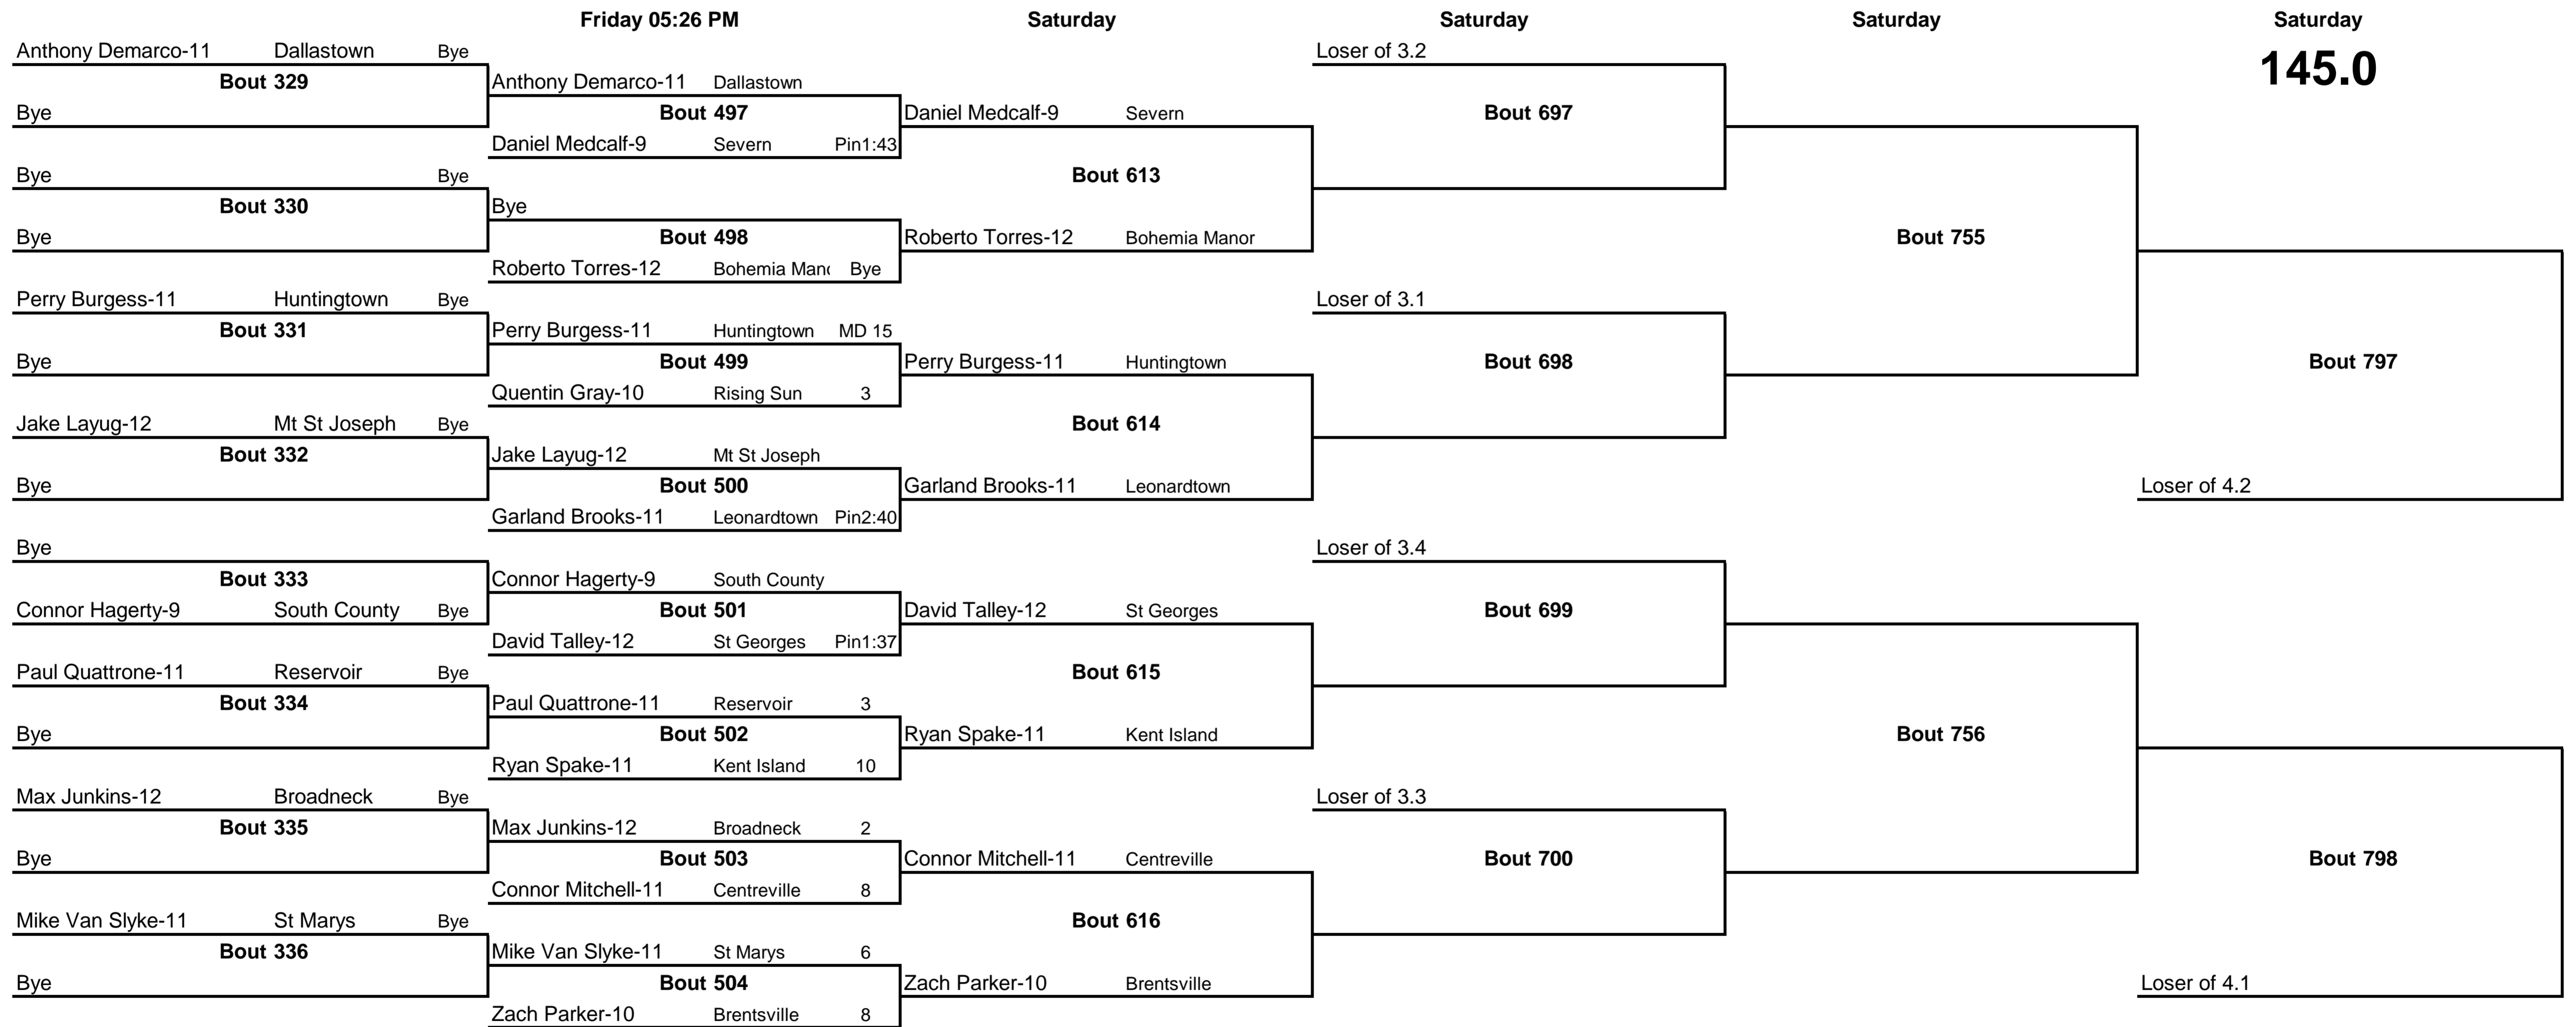 Friday 05:26 PM Saturday Saturday Saturday Saturday
Anthony Demarco-11 Dallastown Bye Loser of 3.2
145.0
Bout 329 Anthony Demarco-11 Dallastown
Bye Bout 497 Daniel Medcalf-9 Severn Bout 697
Daniel Medcalf-9 Severn Pin1:43
Bye Bye Bout 613
Bout 330 Bye
Bye Bout 498 Roberto Torres-12 Bohemia Manor Bout 755
Roberto Torres-12 Bohemia Man Bye
Perry Burgess-11 Huntingtown Bye Loser of 3.1
Bout 331 Perry Burgess-11 Huntingtown MD 15
Bye Bout 499 Perry Burgess-11 Huntingtown Bout 698 Bout 797
Quentin Gray-10 Rising Sun 3
Jake Layug-12 Mt St Joseph Bye Bout 614
Bout 332 Jake Layug-12 Mt St Joseph
Bye Bout 500 Garland Brooks-11 Leonardtown Loser of 4.2
Garland Brooks-11 Leonardtown Pin2:40
Bye Loser of 3.4
Bout 333 Connor Hagerty-9 South County
Connor Hagerty-9 South County Bye Bout 501 David Talley-12 St Georges Bout 699
David Talley-12 St Georges Pin1:37
Paul Quattrone-11 Reservoir Bye Bout 615
Bout 334 Paul Quattrone-11 Reservoir 3
Bye Bout 502 Ryan Spake-11 Kent Island Bout 756
Ryan Spake-11 Kent Island 10
Max Junkins-12 Broadneck Bye Loser of 3.3
Bout 335 Max Junkins-12 Broadneck 2
Bye Bout 503 Connor Mitchell-11 Centreville Bout 700 Bout 798
Connor Mitchell-11 Centreville 8
Mike Van Slyke-11 St Marys Bye Bout 616
Bout 336 Mike Van Slyke-11 St Marys 6
Bye Bout 504 Zach Parker-10 Brentsville Loser of 4.1
Zach Parker-10 Brentsville 8